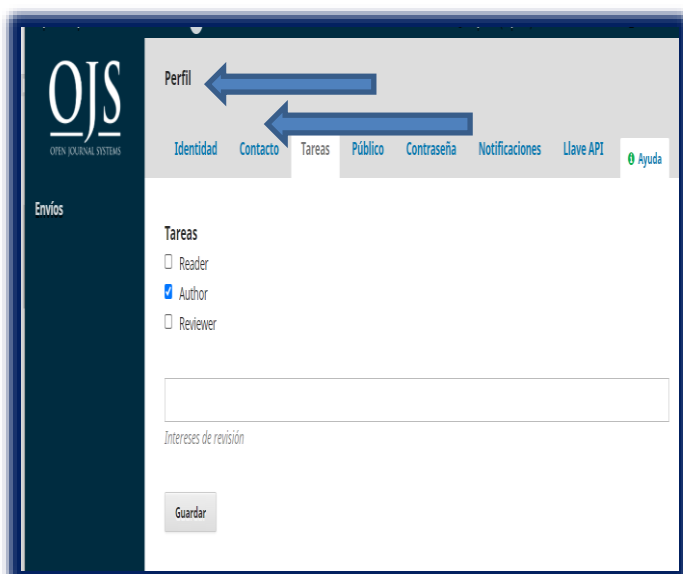 OJS
OPEN JOURNAL SYSTEMS
Envíos
Perfil
Identidad Contacto Tareas Público Contraseña Notificaciones Llave API Ayuda
Tareas
Reader
Author
Reviewer
Intereses de revisión
Guardar